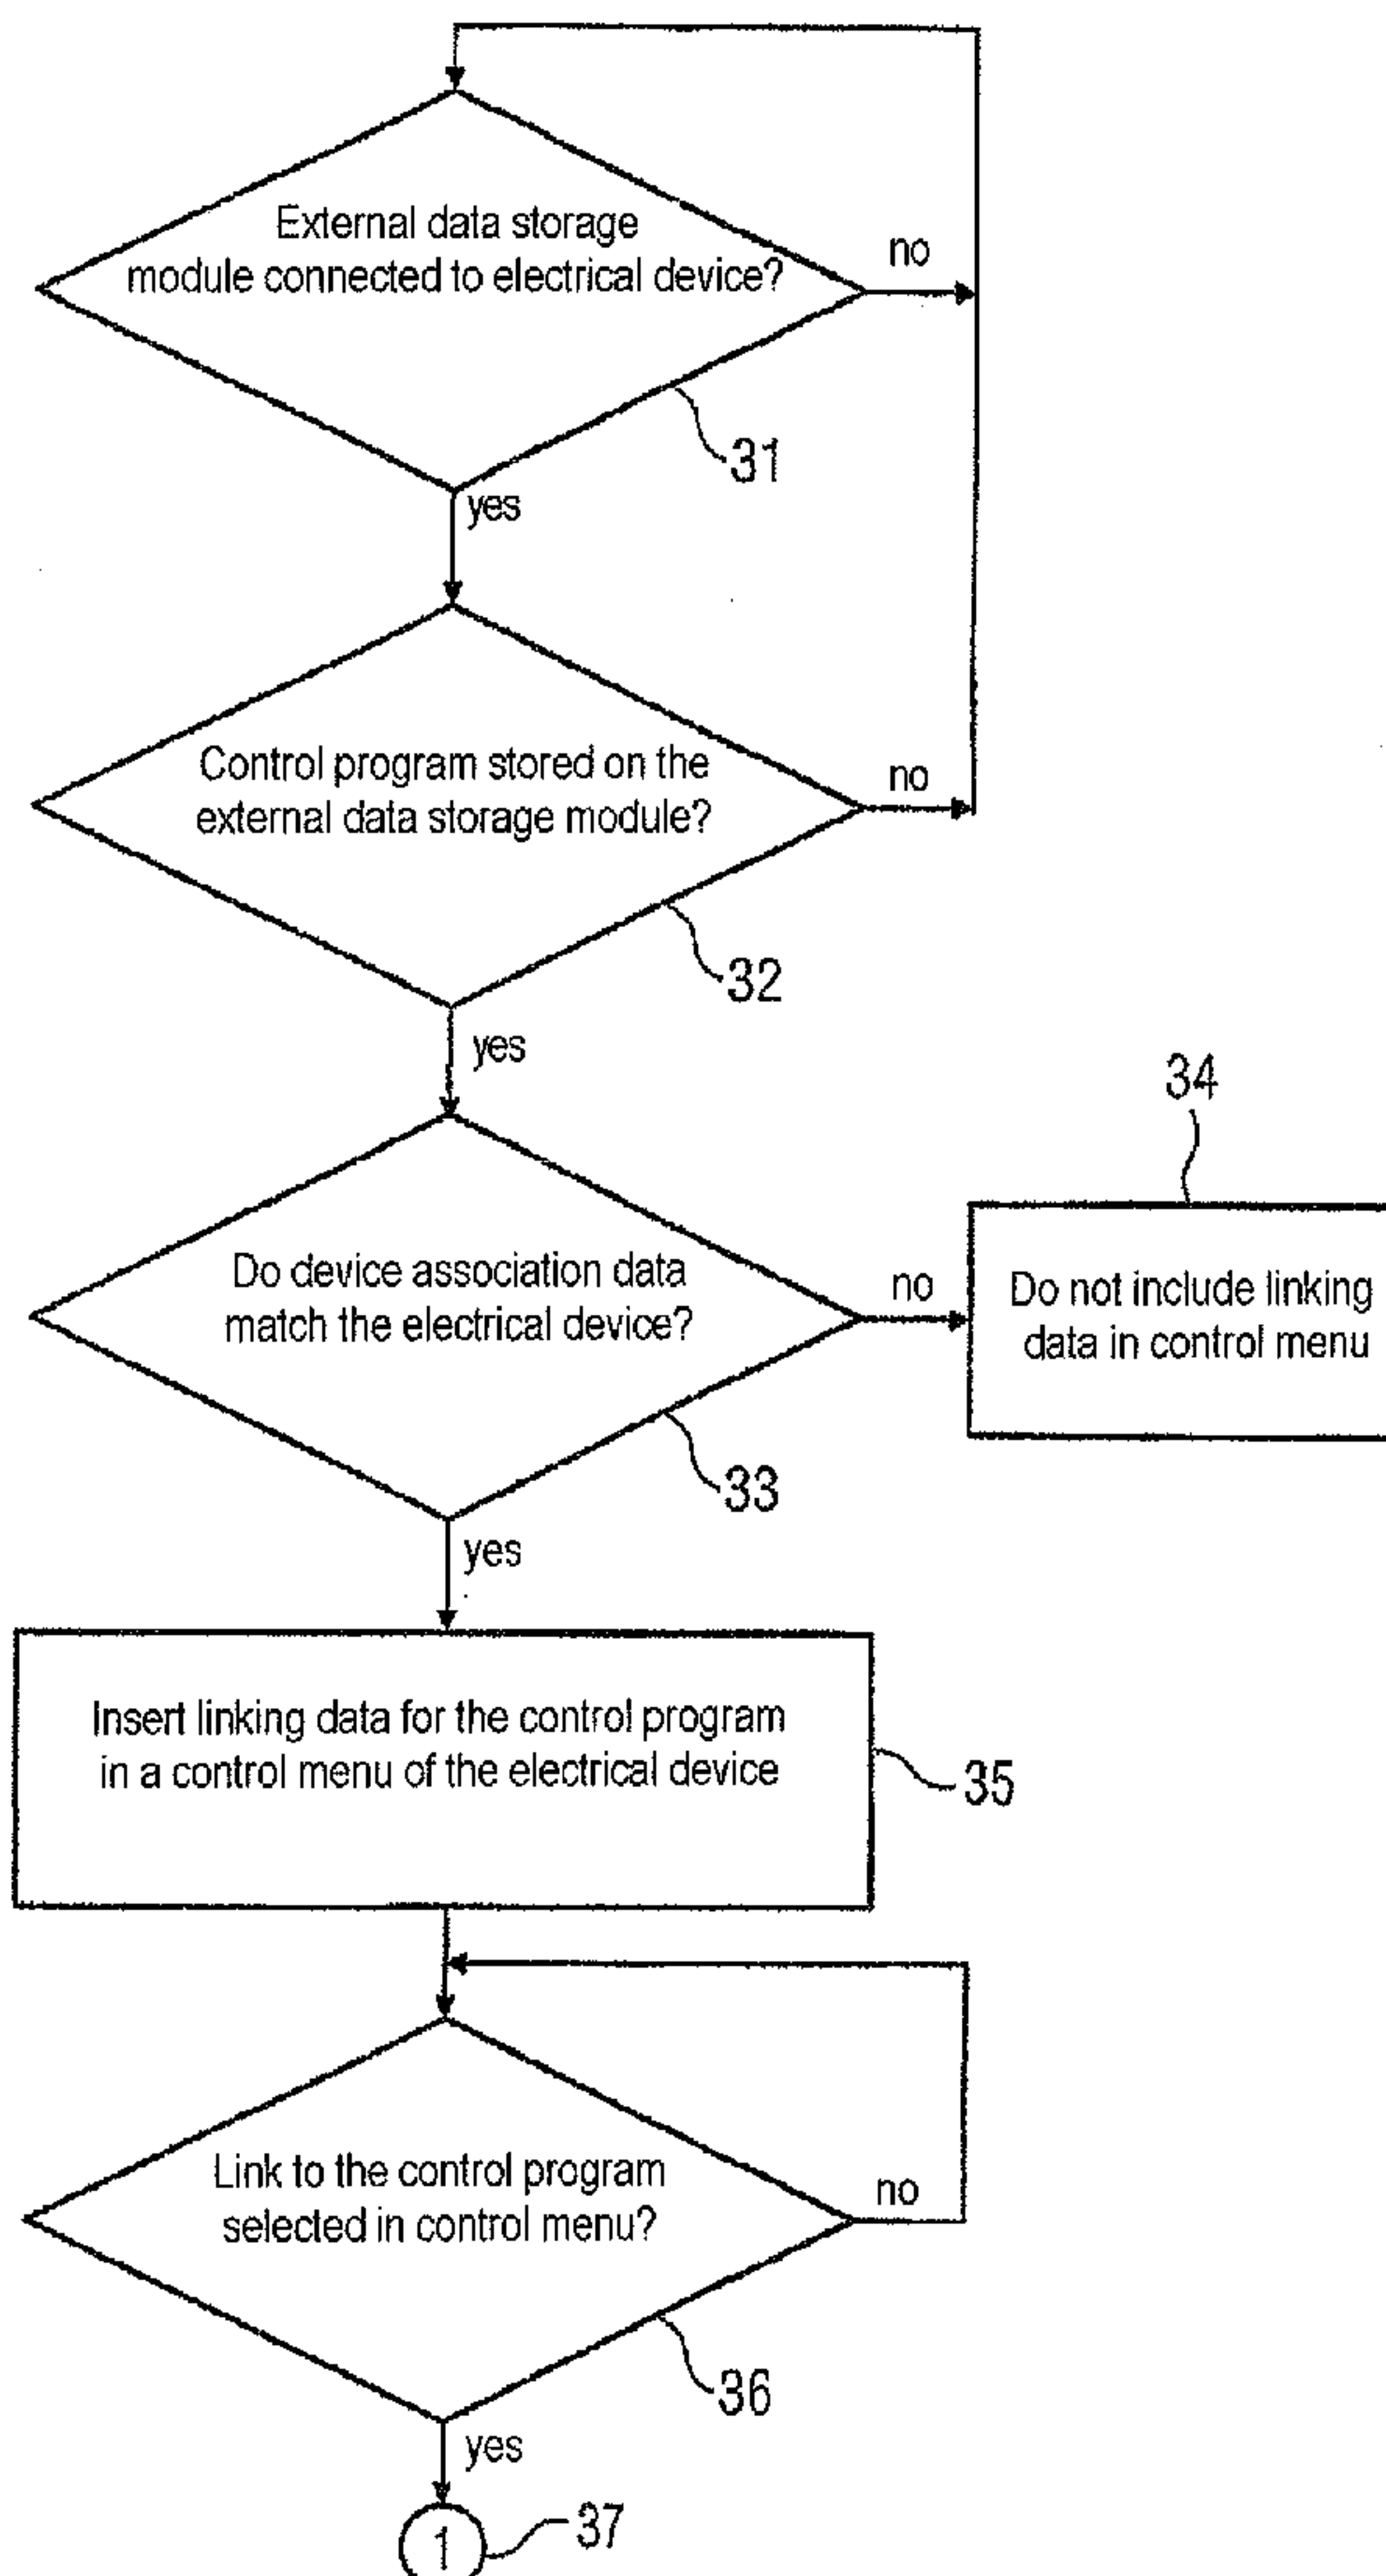 External data storage
module connected to electrical device?
no
31
yes
Control program stored on the
external data storage module?
no
32
yes
34
Do device association data
match the electrical device?
no
Do not include linking
data in control menu
33
yes
Insert linking data for the control program
in a control menu of the electrical device
35
Link to the control program
selected in control menu?
no
36
yes
1
37